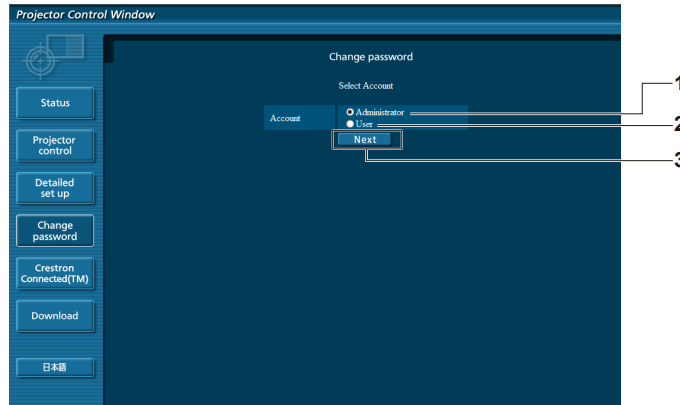 Projector Control Window
Change password
Select Account
Account
Administrator
User
Next
1
2
3
Status
Projector
control
Detailed
set up
Change
password
Crestron
Connected(TM)
Download
日本語